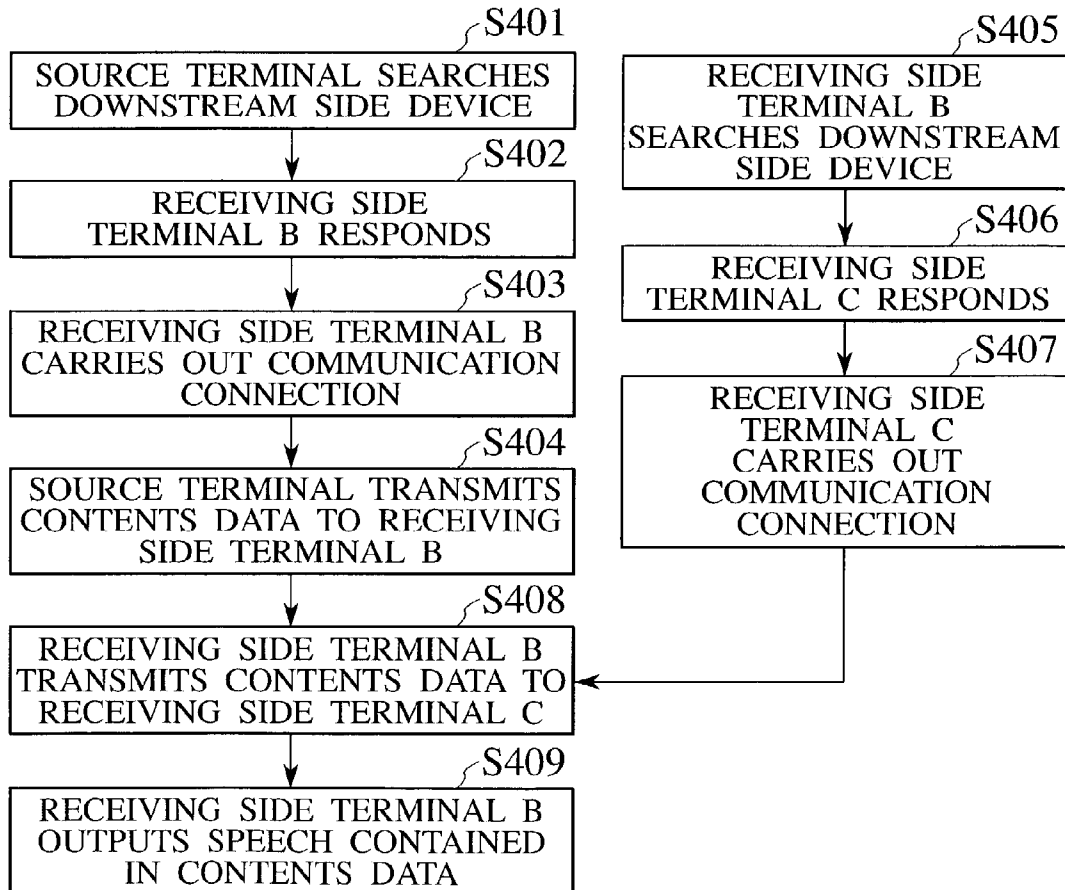 S401
SOURCE TERMINAL SEARCHES
DOWNSTREAM SIDE DEVICE
S402
RECEIVING SIDE
TERMINAL B RESPONDS
S403
RECEIVING SIDE TERMINAL B
CARRIES OUT COMMUNICATION
CONNECTION
S404
SOURCE TERMINAL TRANSMITS
CONTENTS DATA TO RECEIVING
SIDE TERMINAL B
S405
RECEIVING SIDE
TERMINAL B
SEARCHES DOWNSTREAM
SIDE DEVICE
S406
RECEIVING SIDE
TERMINAL C RESPONDS
S407
RECEIVING SIDE
TERMINAL C
CARRIES OUT
COMMUNICATION
CONNECTION
S408
RECEIVING SIDE TERMINAL B
TRANSMITS CONTENTS DATA TO
RECEIVING SIDE TERMINAL C
S409
RECEIVING SIDE TERMINAL B
OUTPUTS SPEECH CONTAINED
IN CONTENTS DATA